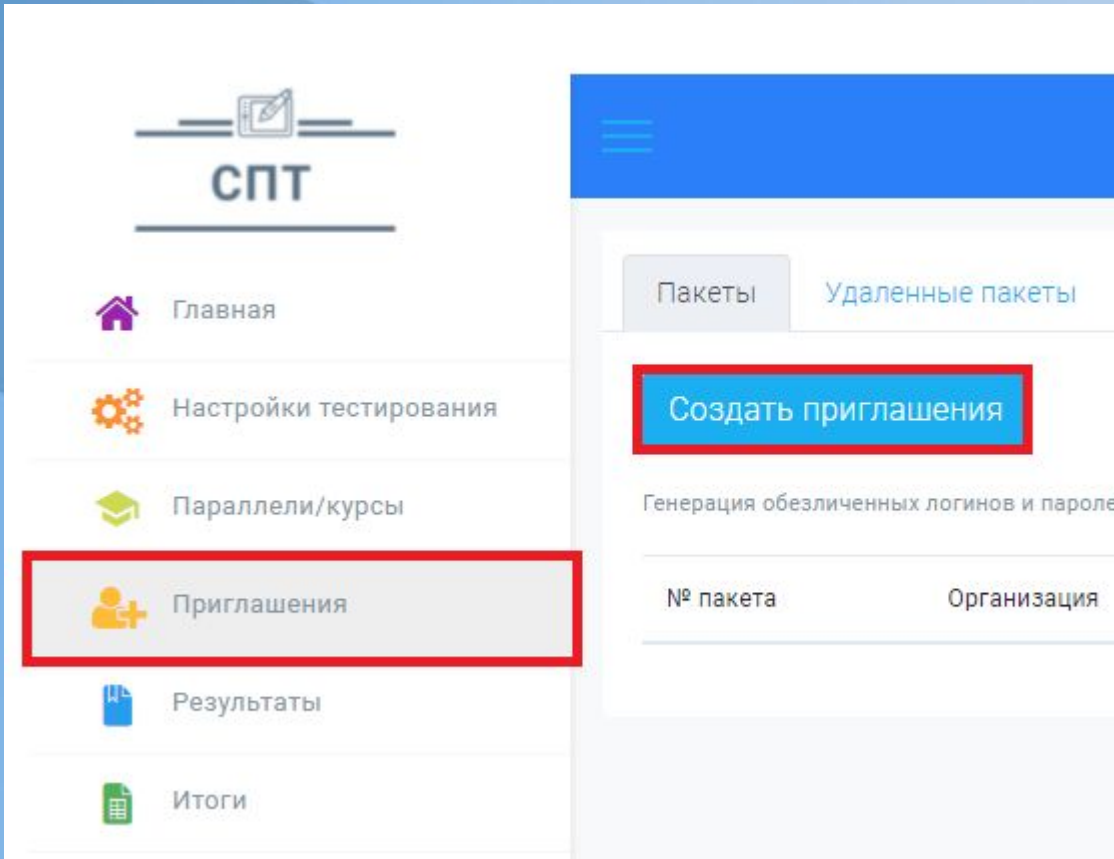 СПТ
Главная
Настройки тестирования
Параллели/курсы
Приглашения
Результаты
Итоги
Пакеты
Удаленные пакеты
Создать приглашения
Генерация обезличенных логинов и пароле
№ пакета
Организация